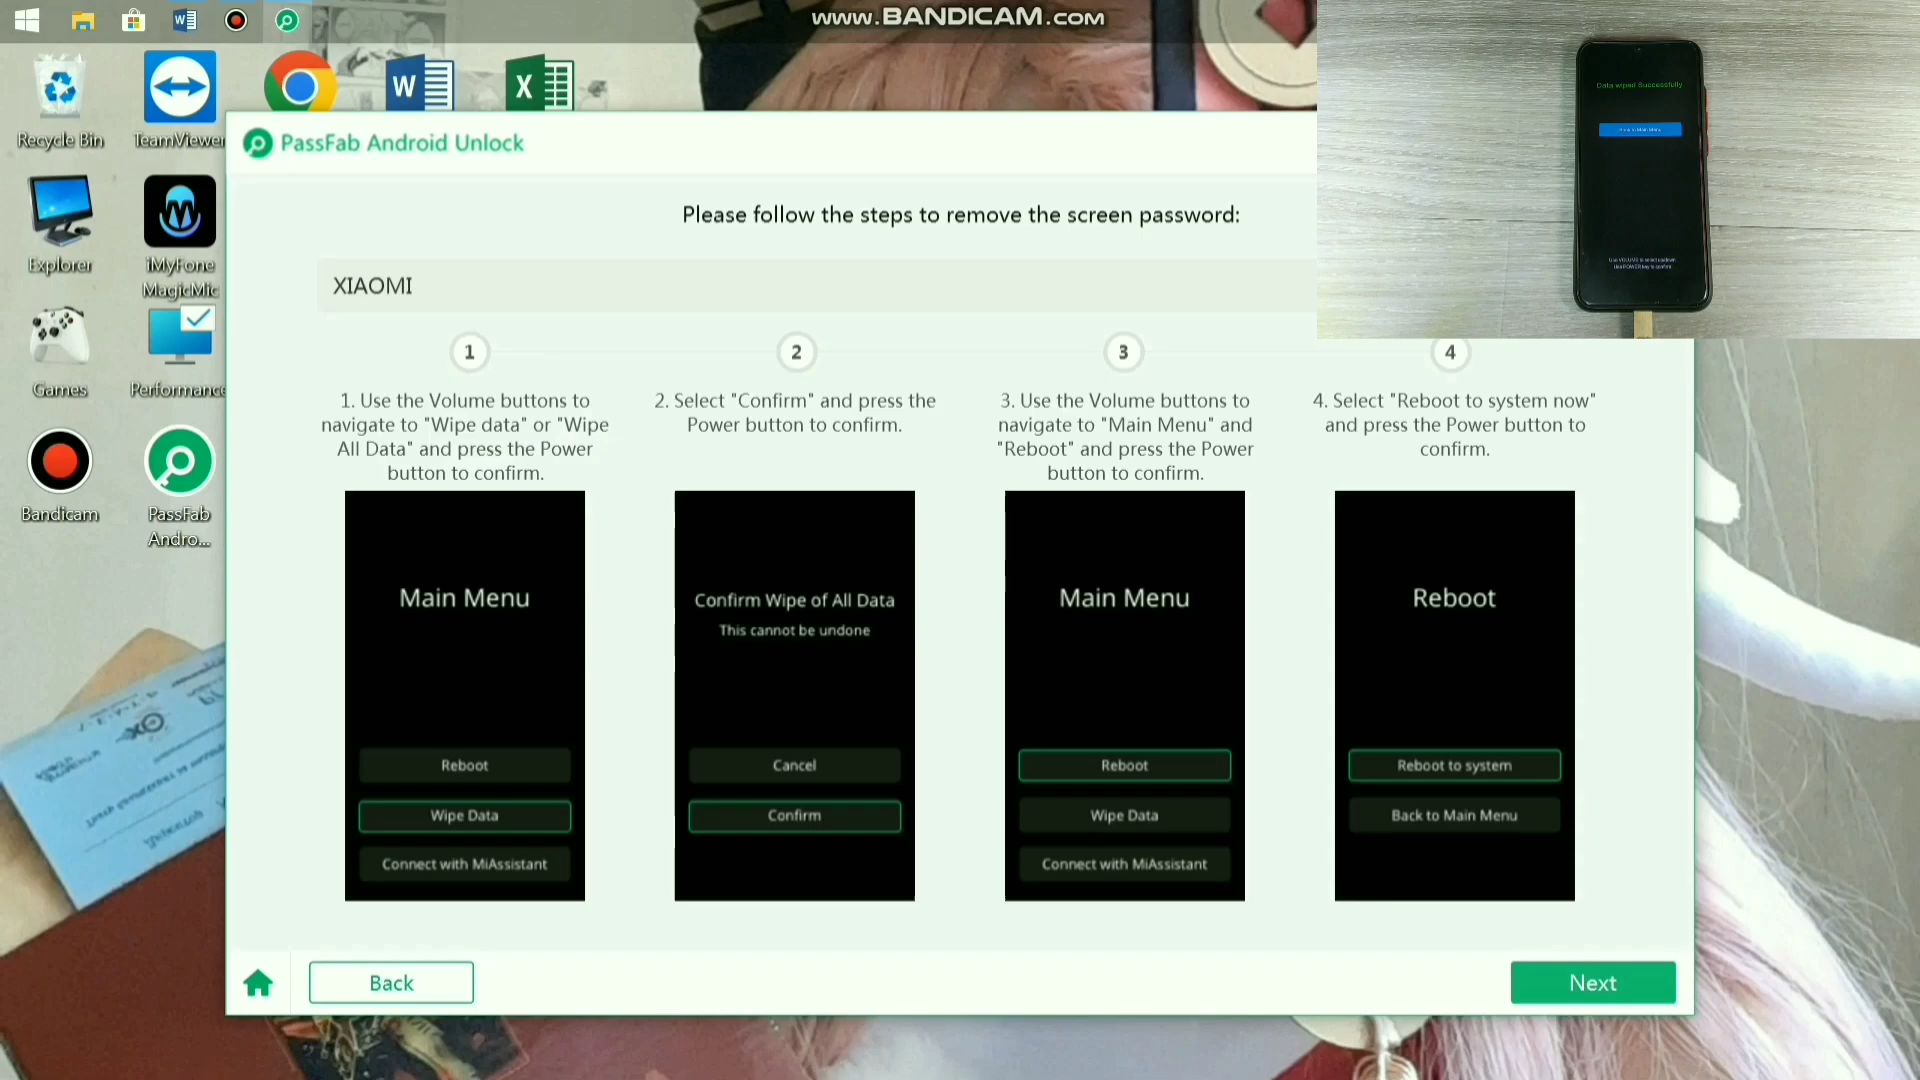 www.BANDICAM.com
Recycle Bin
TeamViewer
Explorer
iMyFone
MagicMic
Games
Performance
Bandicam
PassFab
Andro...
PassFab Android Unlock
Please follow the steps to remove the screen password:
XIAOMI
1
2
3
4
1. Use the Volume buttons to
navigate to "Wipe data" or "Wipe
All Data" and press the Power
button to confirm.
2. Select "Confirm" and press the
Power button to confirm.
3. Use the Volume buttons to
navigate to "Main Menu" and
"Reboot" and press the Power
button to confirm.
4. Select "Reboot to system now"
and press the Power button to
confirm.
Main Menu
Reboot
Wipe Data
Connect with MiAssistant
Confirm Wipe of All Data
This cannot be undone
Cancel
Confirm
Main Menu
Reboot
Wipe Data
Connect with MiAssistant
Reboot
Reboot to system
Back to Main Menu
Back
Next
Data wiped Successfully